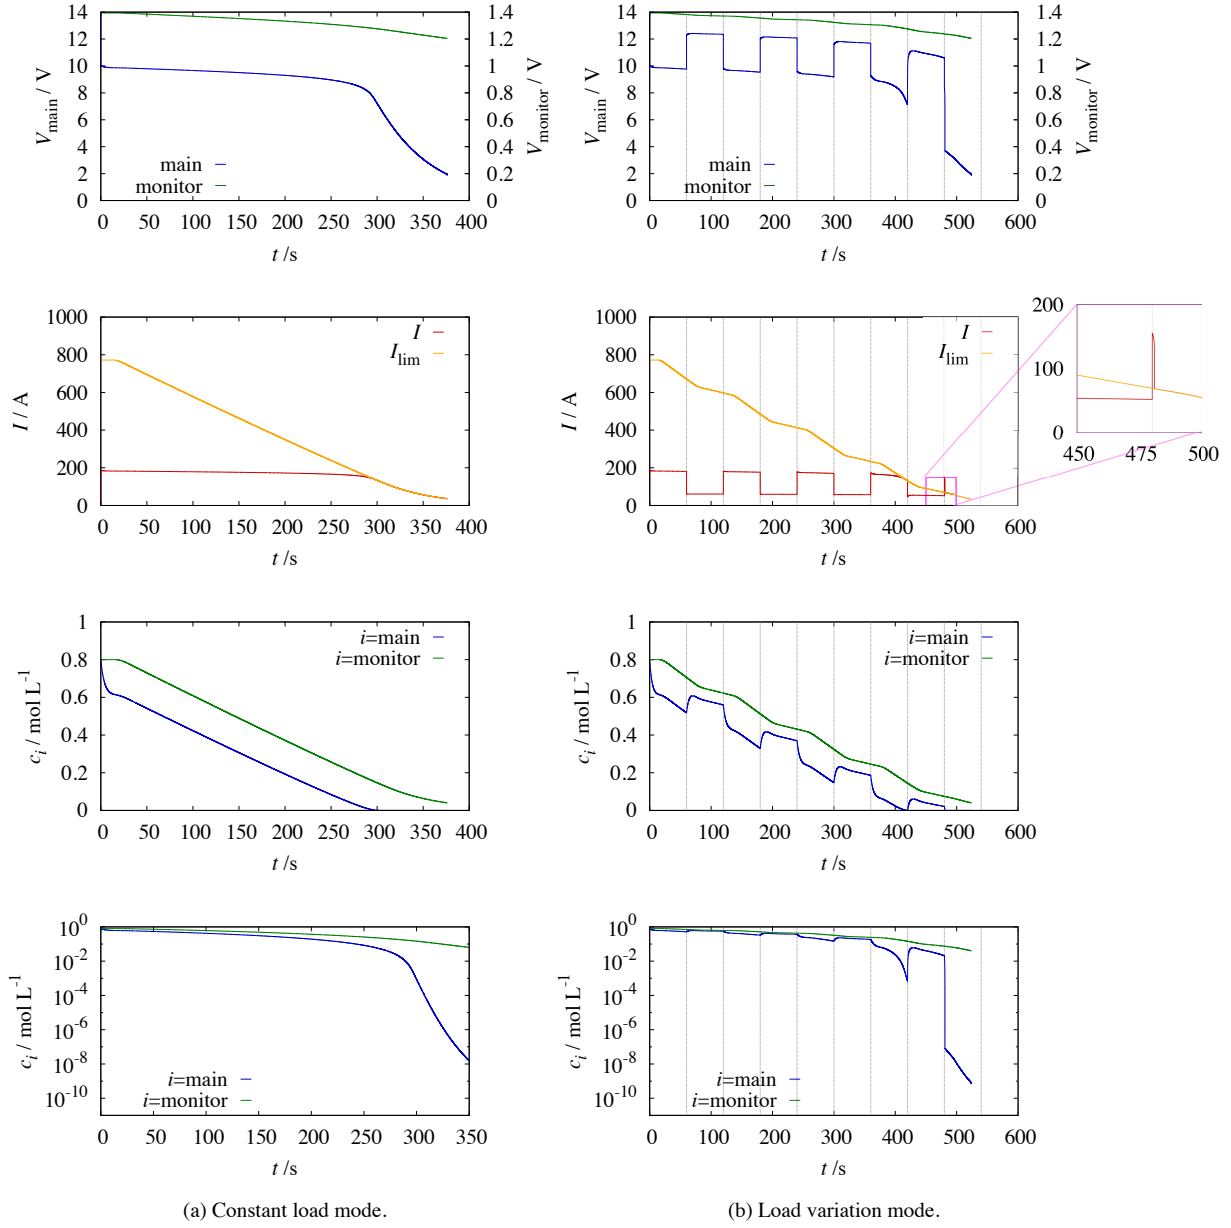 14
12
10
8
6
4
2
0
V_main / V
1.4
1.2
1
0.8
0.6
0.4
0.2
0
V_monitor / V
main
monitor
0 50 100 150 200 250 300 350 400
t /s
14
12
10
8
6
4
2
0
V_main / V
1.4
1.2
1
0.8
0.6
0.4
0.2
0
V_monitor / V
main
monitor
0 100 200 300 400 500 600
t /s
1000
800
600
400
200
0
I / A
I
I_lim
0 50 100 150 200 250 300 350 400
t /s
1000
800
600
400
200
0
I / A
I
I_lim
0 100 200 300 400 500 600
t /s
200
100
0
450 475 500
1
0.8
0.6
0.4
0.2
0
c_i / mol L^-1
i=main
i=monitor
0 50 100 150 200 250 300 350 400
t /s
1
0.8
0.6
0.4
0.2
0
c_i / mol L^-1
i=main
i=monitor
0 100 200 300 400 500 600
t /s
10^0
10^-2
10^-4
10^-6
10^-8
10^-10
c_i / mol L^-1
i=main
i=monitor
0 50 100 150 200 250 300 350
t /s
10^0
10^-2
10^-4
10^-6
10^-8
10^-10
c_i / mol L^-1
i=main
i=monitor
0 100 200 300 400 500 600
t /s
(a) Constant load mode.
(b) Load variation mode.